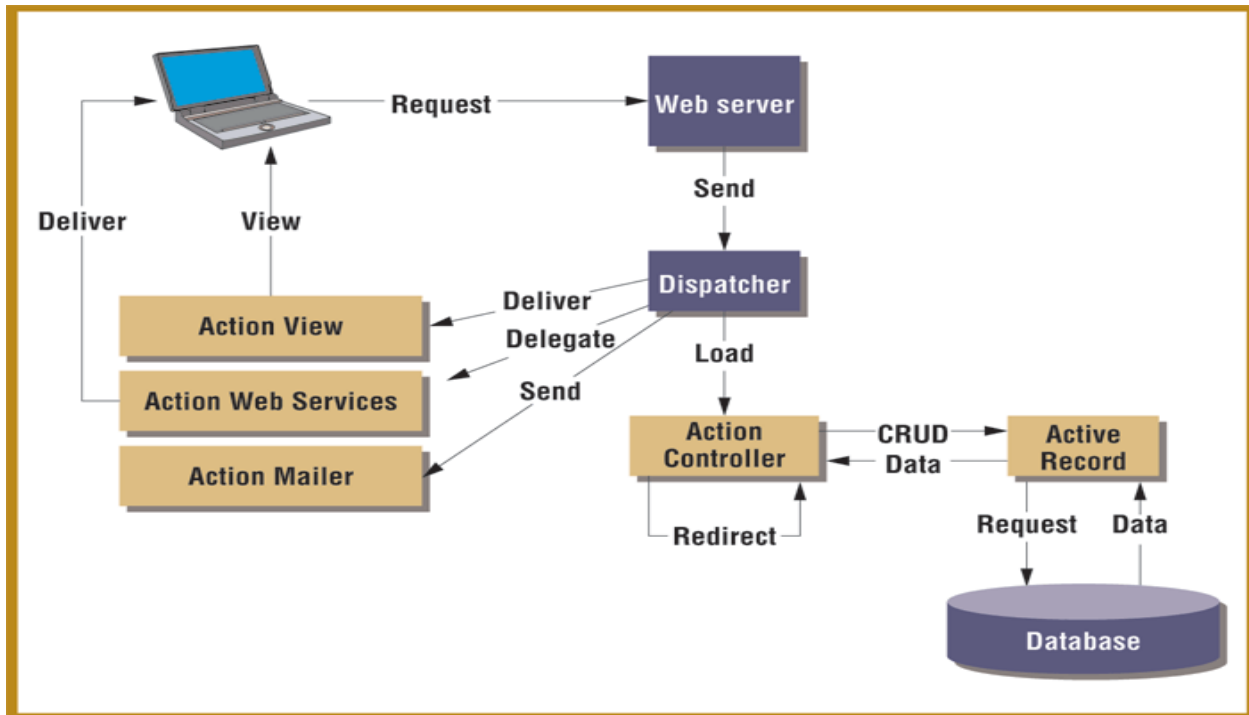 Request
Web server
Send
Deliver
View
Dispatcher
Deliver
Action View
Delegate
Load
Send
Action Web Services
Action
Controller
CRUD
Data
Active
Record
Action Mailer
Redirect
Request
Data
Database